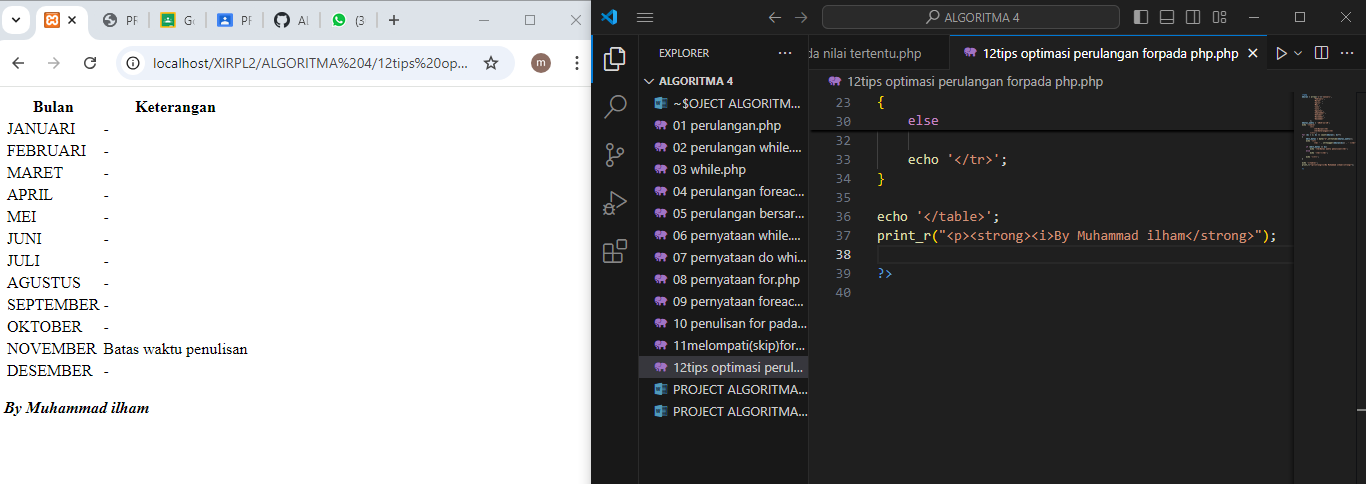 PF
Go
PF
Al
(3
localhost/XIRPL2/ALGORITMA%204/12tips%20op...
m
Bulan Keterangan
JANUARI -
FEBRUARI -
MARET -
APRIL -
MEI -
JUNI -
JULI -
AGUSTUS -
SEPTEMBER -
OKTOBER -
NOVEMBER Batas waktu penulisan
DESEMBER -
By Muhammad ilham
ALGORITMA 4
EXPLORER
ALGORITMA 4
~$OJECT ALGORITM...
01 perulangan.php
02 perulangan while....
03 while.php
04 perulangan foreac...
05 perulangan bersar...
06 pernyataan while....
07 pernyataan do whi...
08 pernyataan for.php
09 pernyataan foreac...
10 penulisan for pada...
11melompati(skip)for...
12tips optimasi perul...
PROJECT ALGORITMA...
PROJECT ALGORITMA...
da nilai tertentu.php
12tips optimasi perulangan forpada php.php
12tips optimasi perulangan forpada php.php
23 {
30 else
32
33 echo '</tr>';
34 }
35
36 echo '</table>';
37 print_r("<p><strong><i>By Muhammad ilham</strong>");
38
39 ?>
40